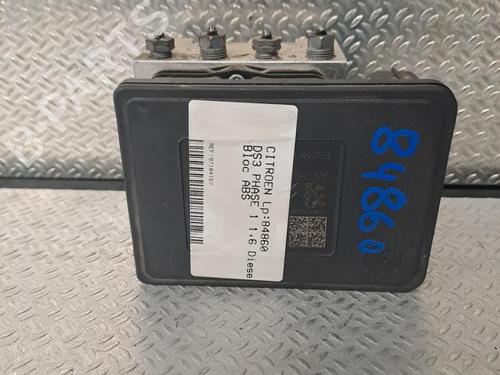 CITROEN Lp:84860
DS3 PHASE 1 1.6 Diese
Bloc ABS
84860